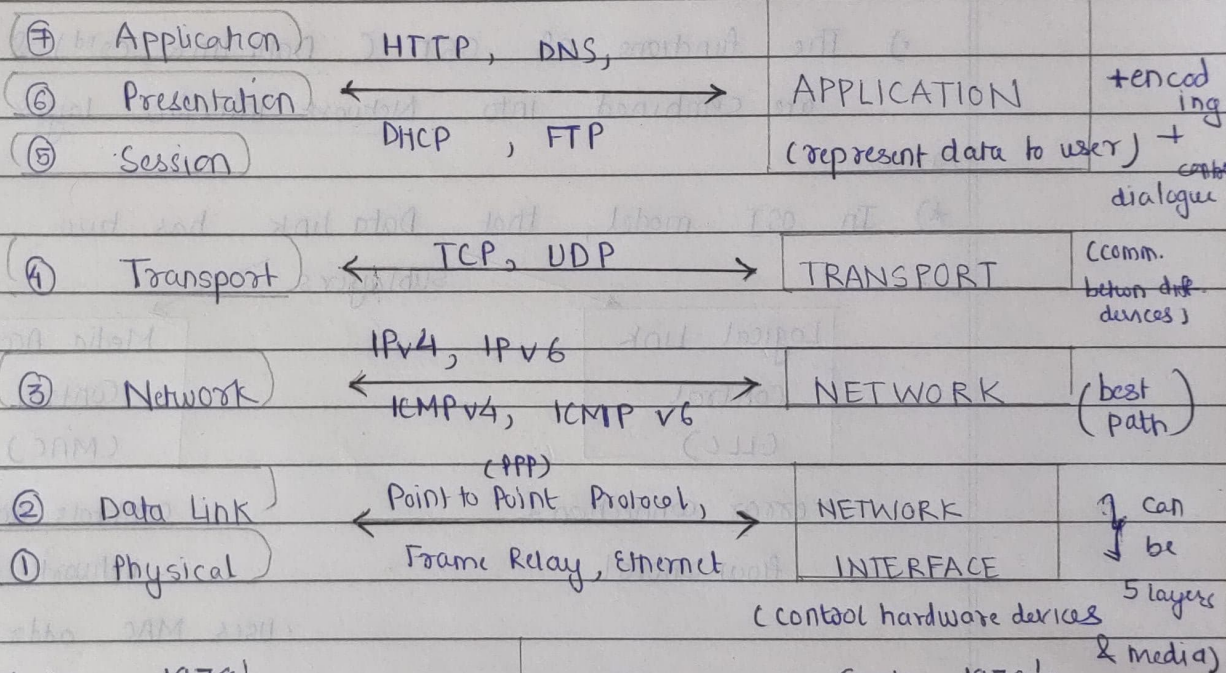 ⑦ Application HTTP, DNS,
⑥ Presentation APPLICATION +encod
ing
DHCP, FTP
⑤ Session (represent data to user) +
dialogue
④ Transport TCP, UDP TRANSPORT (comm.
betwn diff.
devices)
IPv4, IPv6
③ Network NETWORK (best
path)
ICMPv4, ICMP v6
(PPP)
② Data Link Point to Point Protocol, NETWORK can
be
① Physical Frame Relay, Ethernet INTERFACE
5 layers
(control hardware devices
& media)